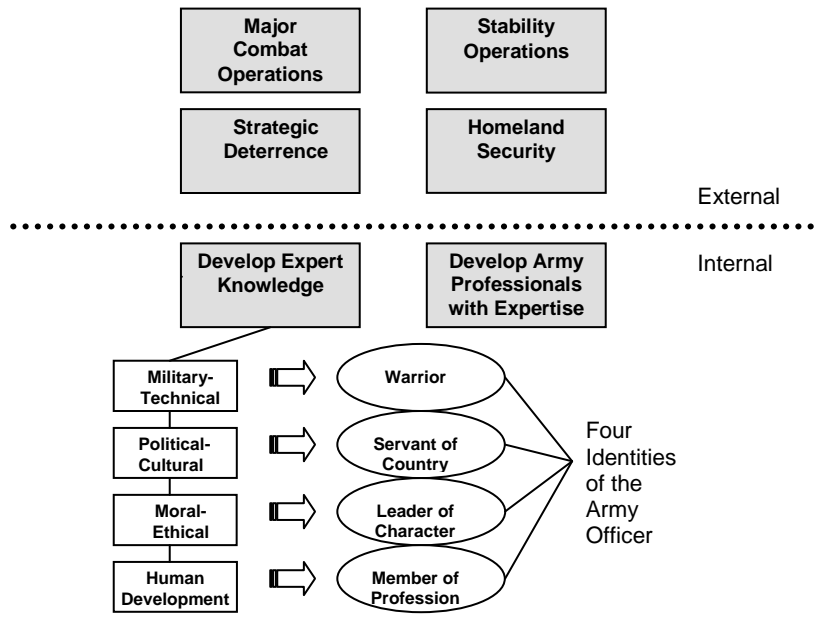 Major
Combat
Operations
Stability
Operations
Strategic
Deterrence
Homeland
Security
External
Develop Expert
Knowledge
Develop Army
Professionals
with Expertise
Internal
Military-
Technical
Warrior
Political-
Cultural
Servant of
Country
Moral-
Ethical
Leader of
Character
Human
Development
Member of
Profession
Four
Identities
of the
Army
Officer